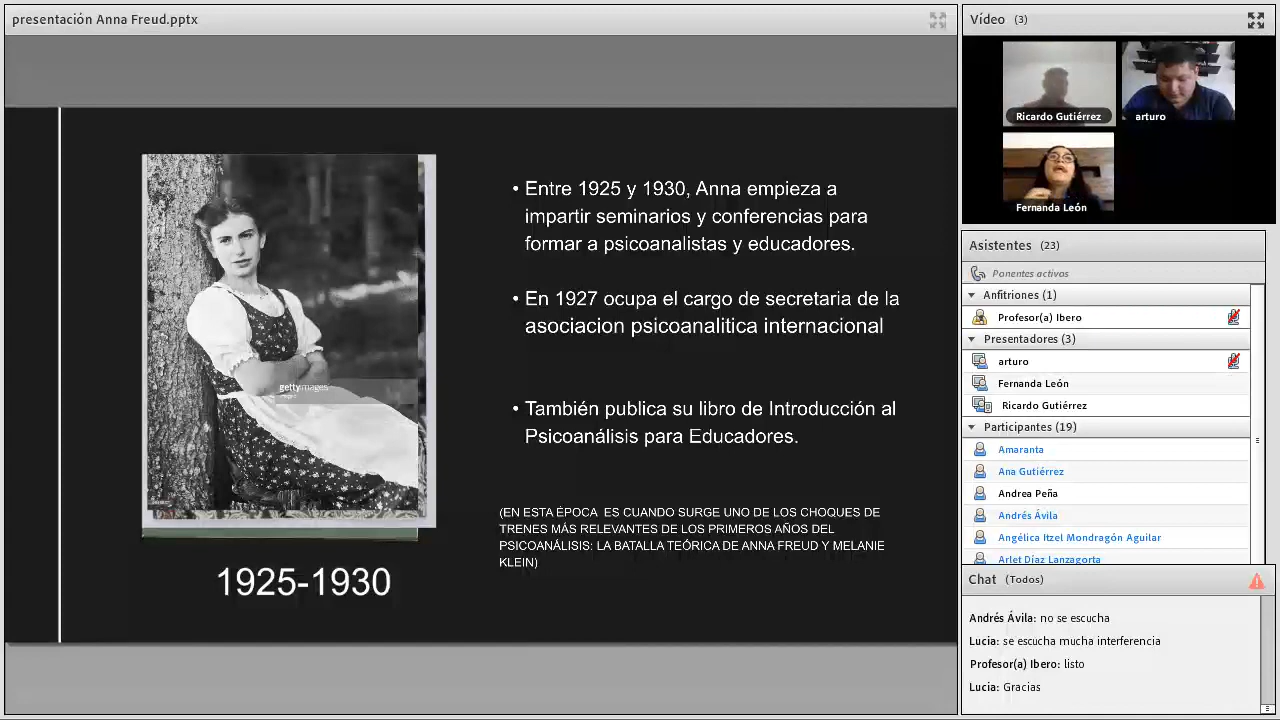 presentación Anna Freud.pptx
• Entre 1925 y 1930, Anna empieza a
impartir seminarios y conferencias para
formar a psicoanalistas y educadores.
• En 1927 ocupa el cargo de secretaria de la
asociacion psicoanalitica internacional
gettyimages
• También publica su libro de Introducción al
Psicoanálisis para Educadores.
(EN ESTA ÉPOCA ES CUANDO SURGE UNO DE LOS CHOQUES DE
TRENES MÁS RELEVANTES DE LOS PRIMEROS AÑOS DEL
PSICOANÁLISIS: LA BATALLA TEÓRICA DE ANNA FREUD Y MELANIE
KLEIN)
1925-1930
Vídeo (3)
Ricardo Gutiérrez
arturo
Fernanda León
Asistentes (23)
Ponentes activos
Anfitriones (1)
Profesor(a) Ibero
Presentadores (3)
arturo
Fernanda León
Ricardo Gutiérrez
Participantes (19)
Amaranta
Ana Gutiérrez
Andrea Peña
Andrés Ávila
Angélica Itzel Mondragón Aguilar
Arlet Díaz Lanzagorta
Chat (Todos)
Andrés Ávila: no se escucha
Lucia: se escucha mucha interferencia
Profesor(a) Ibero: listo
Lucia: Gracias